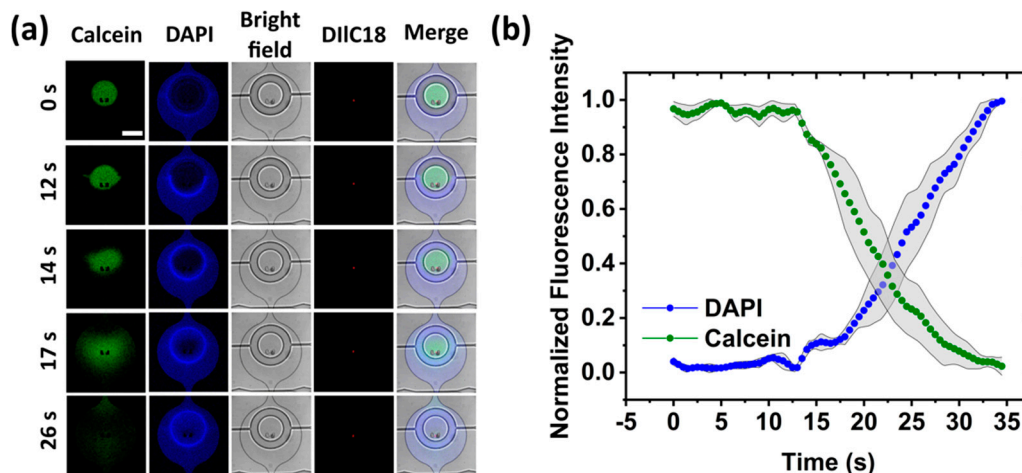 (a)
Calcein DAPI Bright field DIIC18 Merge
0 s
12 s
14 s
17 s
26 s
(b)
Normalized Fluorescence Intensity
1.0
0.8
0.6
0.4
0.2
0.0
DAPI
Calcein
-5 0 5 10 15 20 25 30 35
Time (s)